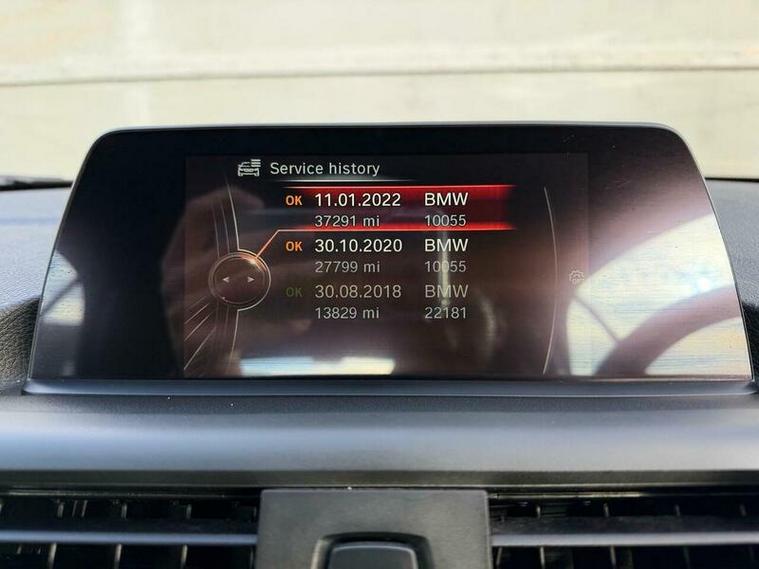 Service history
OK 11.01.2022 BMW
37291 mi 10055
OK 30.10.2020 BMW
27799 mi 10055
OK 30.08.2018 BMW
13829 mi 22181